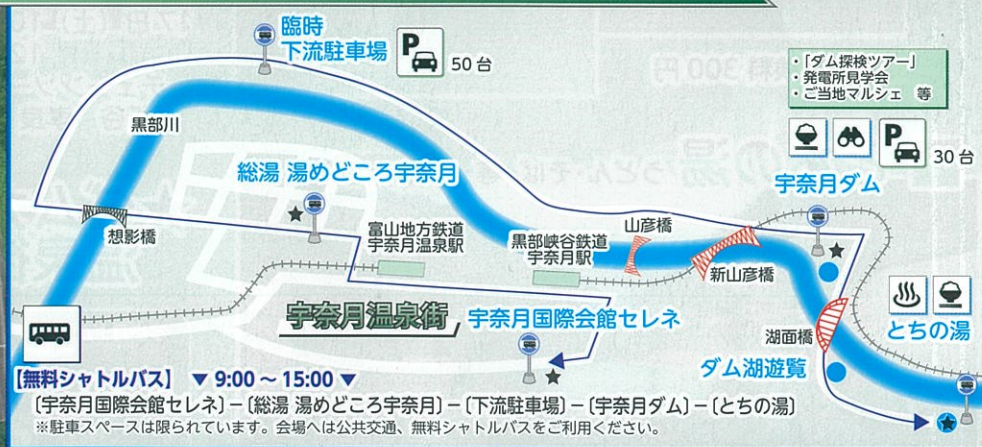 臨時
下流駐車場
P
50台
・「ダム探検ツアー」
・発電所見学会
・ご当地マルシェ 等
P
30台
黒部川
総湯 湯めどころ宇奈月
宇奈月ダム
想影橋
富山地方鉄道
宇奈月温泉駅
黒部峡谷鉄道
宇奈月駅
山彦橋
新山彦橋
宇奈月温泉街
宇奈月国際会館セレネ
湖面橋
とちの湯
ダム湖遊覧
【無料シャトルバス】 ▼9:00～15:00▼
〔宇奈月国際会館セレネ〕－〔総湯 湯めどころ宇奈月〕－〔下流駐車場〕－〔宇奈月ダム〕－〔とちの湯〕
※駐車スペースは限られています。会場へは公共交通、無料シャトルバスをご利用ください。